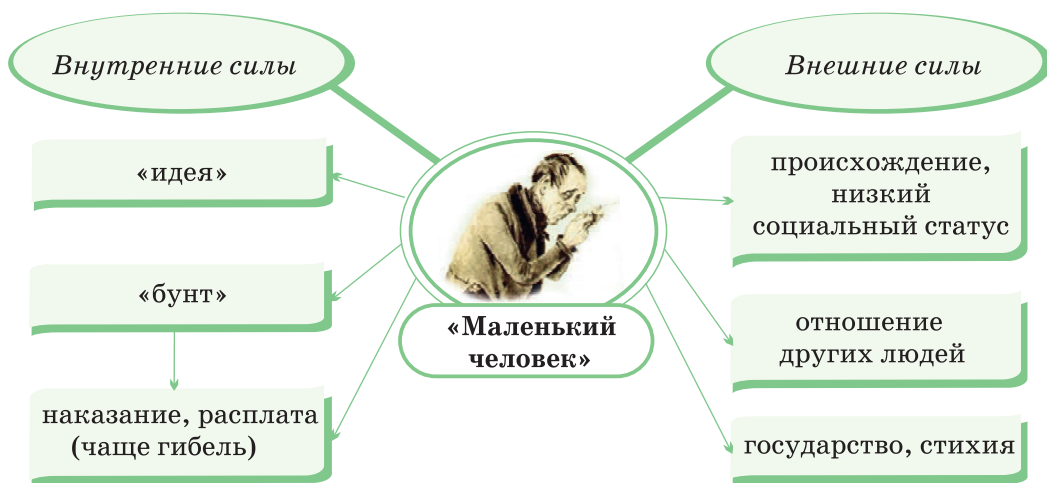 Внутренние силы
Внешние силы
«идея»
«бунт»
наказание, расплата
(чаще гибель)
«Маленький
человек»
происхождение,
низкий
социальный статус
отношение
других людей
государство, стихия